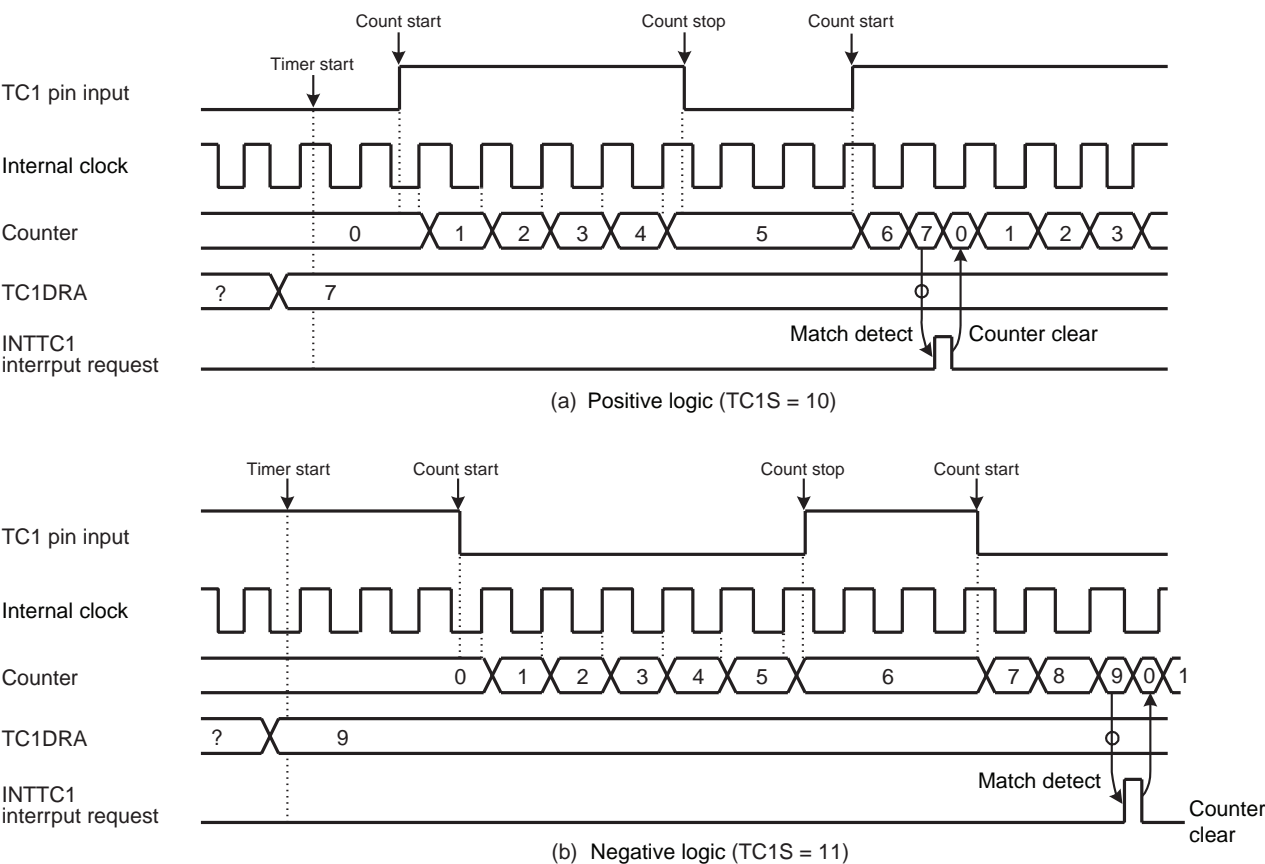 Count start Count stop Count start
Timer start
TC1 pin input
Internal clock
Counter 0 1 2 3 4 5 6 7 0 1 2 3
TC1DRA ? 7
INTTC1
interrput request
Match detect Counter clear
(a) Positive logic (TC1S = 10)
Timer start Count start Count stop Count start
TC1 pin input
Internal clock
Counter 0 1 2 3 4 5 6 7 8 9 0 1
TC1DRA ? 9
Match detect
INTTC1
interrput request
Counter
clear
(b) Negative logic (TC1S = 11)